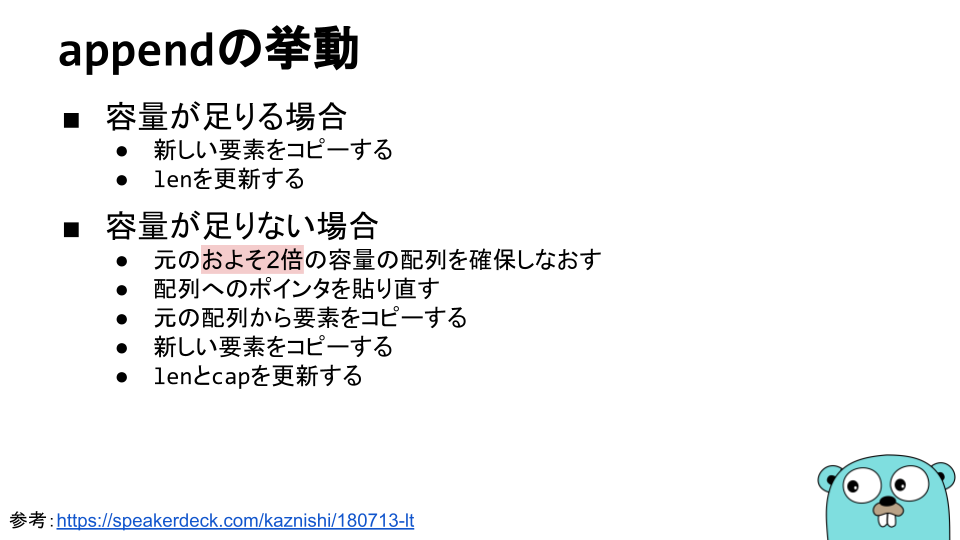 appendの挙動
■ 容量が足りる場合
● 新しい要素をコピーする
● lenを更新する
■ 容量が足りない場合
● 元のおよそ2倍の容量の配列を確保しなおす
● 配列へのポインタを貼り直す
● 元の配列から要素をコピーする
● 新しい要素をコピーする
● lenとcapを更新する
参考：https://speakerdeck.com/kaznishi/180713-lt